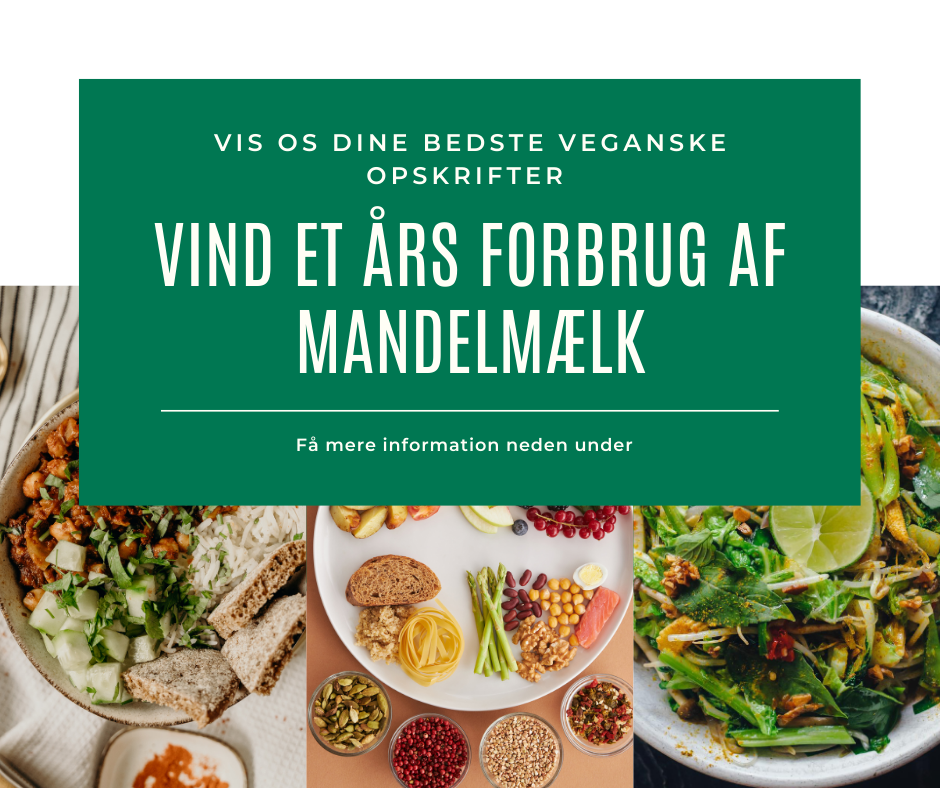 VIS OS DINE BEDSTE VEGANSKE
OPSKRIFTER
VIND ET ÅRS FORBRUG AF
MANDELMÆLK
Få mere information neden under